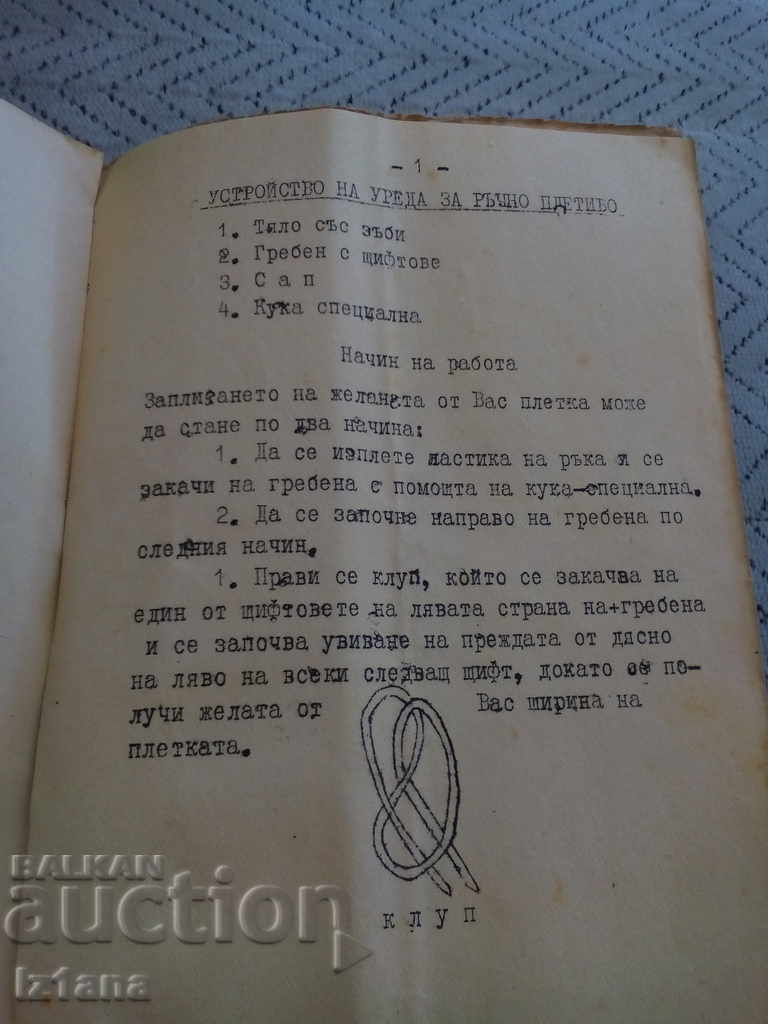 - 1 -
УСТРОЙСТВО НА УРЕДА ЗА РЪЧНО ПЛЕТИВО
1. Тяло със зъби
2. Гребен с щифтове
3. С а п
4. Кука специална
Начин на работа
Заплитането на желаната от Вас плетка може
да стане по два начина:
1. Да се изплете ластика на ръка и се
закачи на гребена с помощта на кука-специална.
2. Да се започне направо на гребена по
следния начин.
1. Прави се клуп, който се закачва на
един от щифтовете на лявата страна на+гребена
и се започва увиване на преждата от дясно
на ляво на всеки следващ щифт, докато се по-
лучи желата от Вас ширина на
плетката.
к л у п
BALKAN
auction
Iz1ana